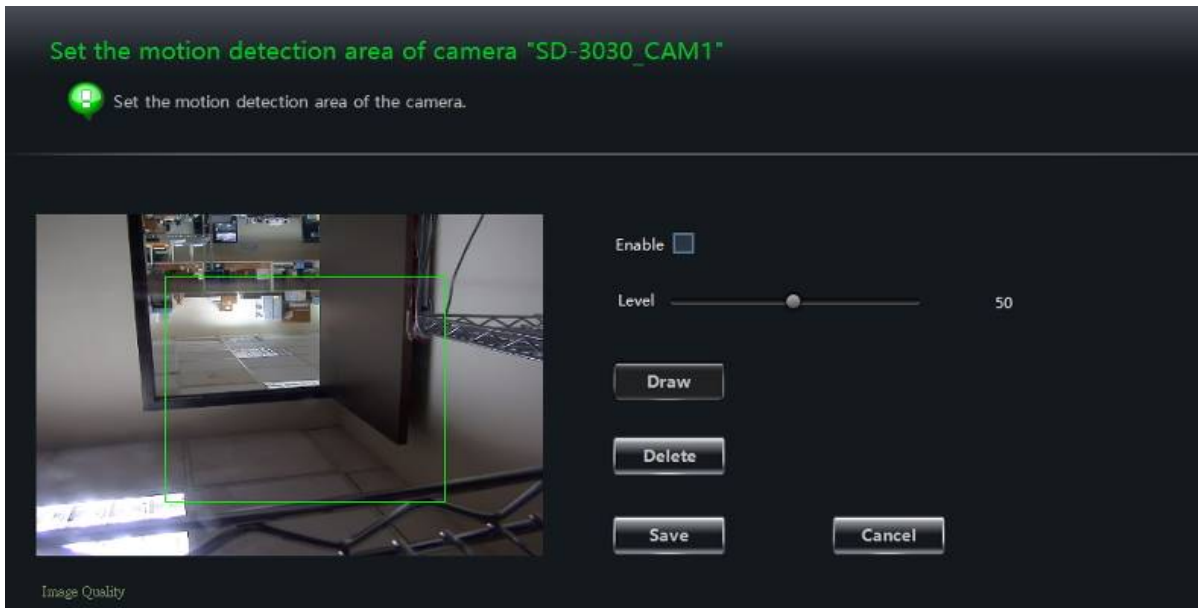 Set the motion detection area of camera "SD-3030_CAM1"
Set the motion detection area of the camera.
Enable
Level 50
Draw
Delete
Save Cancel
Image Quality